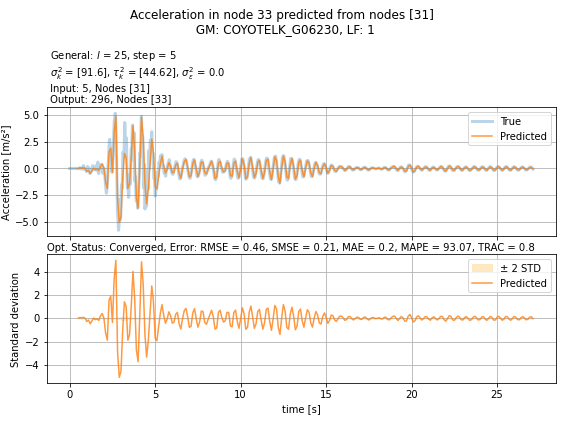 Acceleration in node 33 predicted from nodes [31]
GM: COYOTELK_G06230, LF: 1
General: l = 25, step = 5
σ²ₖ = [91.6], τ²ₖ = [44.62], σ²ε = 0.0
Input: 5, Nodes [31]
Output: 296, Nodes [33]
Acceleration [m/s²]
5.0
2.5
0.0
−2.5
−5.0
True
Predicted
Opt. Status: Converged, Error: RMSE = 0.46, SMSE = 0.21, MAE = 0.2, MAPE = 93.07, TRAC = 0.8
Standard deviation
4
2
0
−2
−4
± 2 STD
Predicted
0 5 10 15 20 25
time [s]